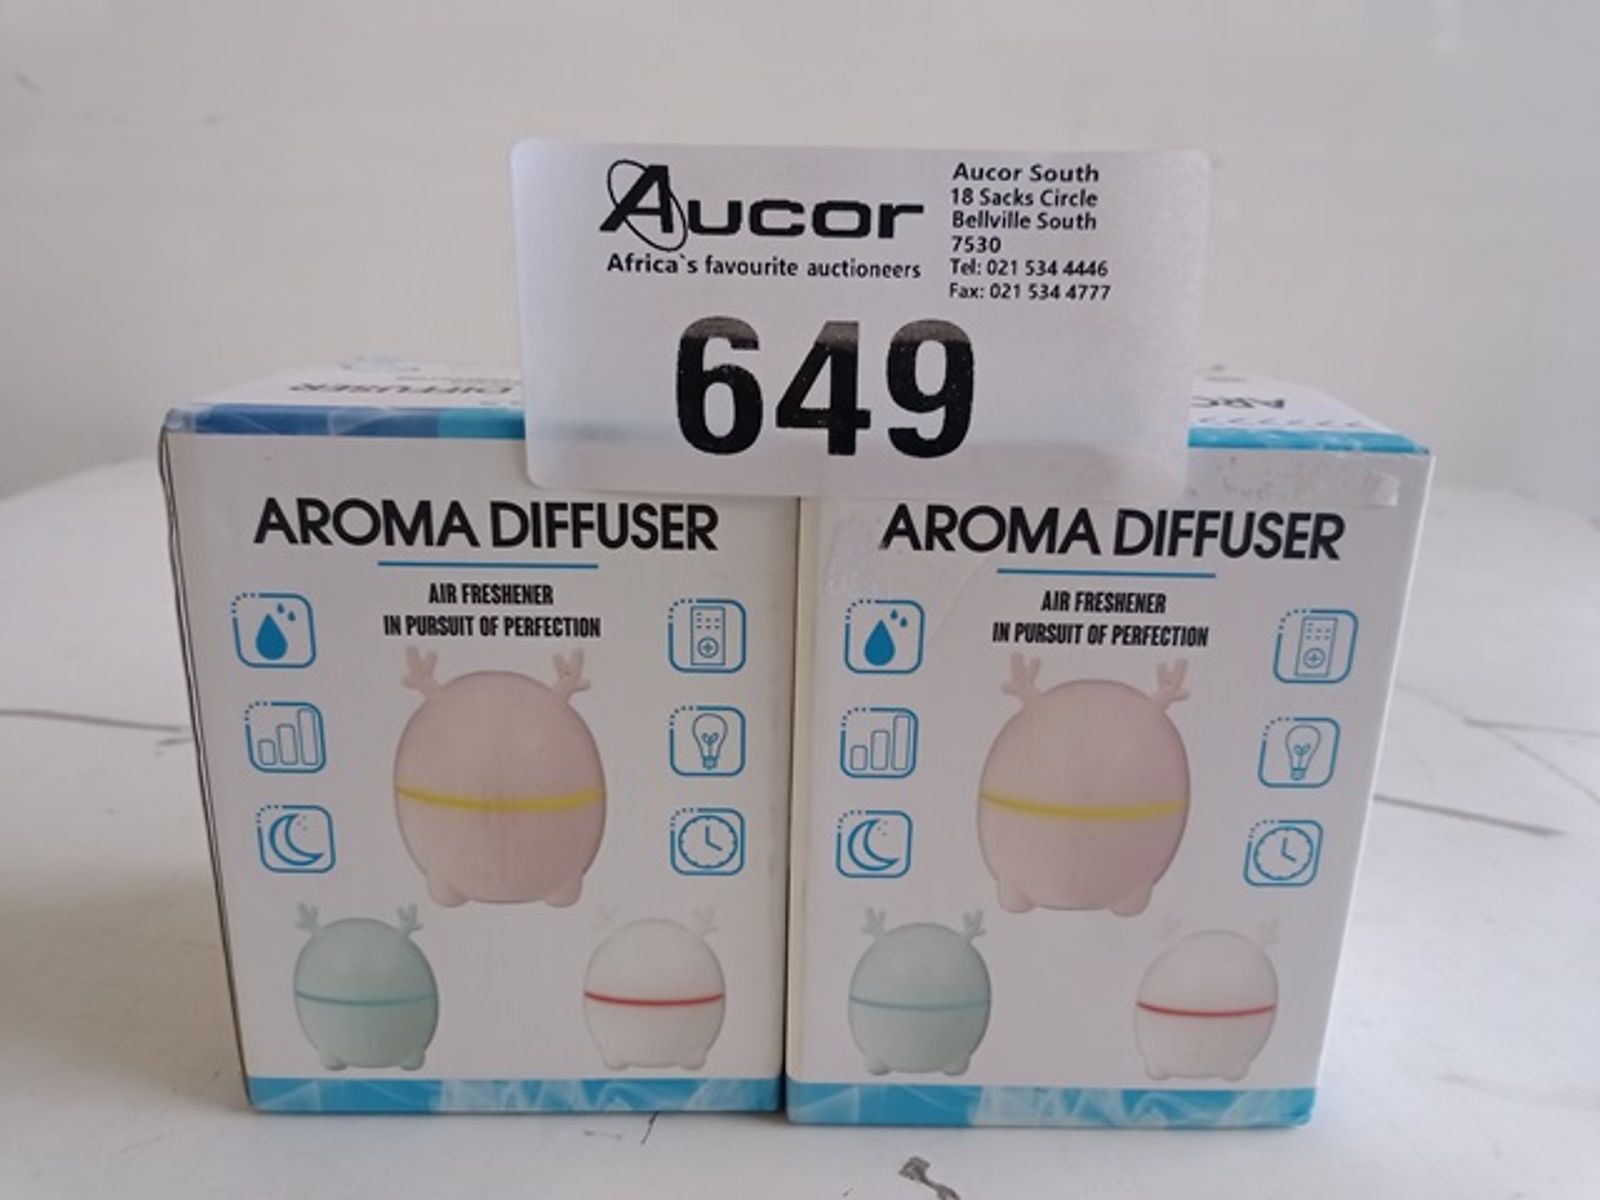 Aucor
Africa`s favourite auctioneers
Aucor South
18 Sacks Circle
Bellville South
7530
Tel: 021 534 4446
Fax: 021 534 4777
649
DIFFUSER
AROMA DIFFUSER
AIR FRESHENER
IN PURSUIT OF PERFECTION
AROMA DIFFUSER
AIR FRESHENER
IN PURSUIT OF PERFECTION